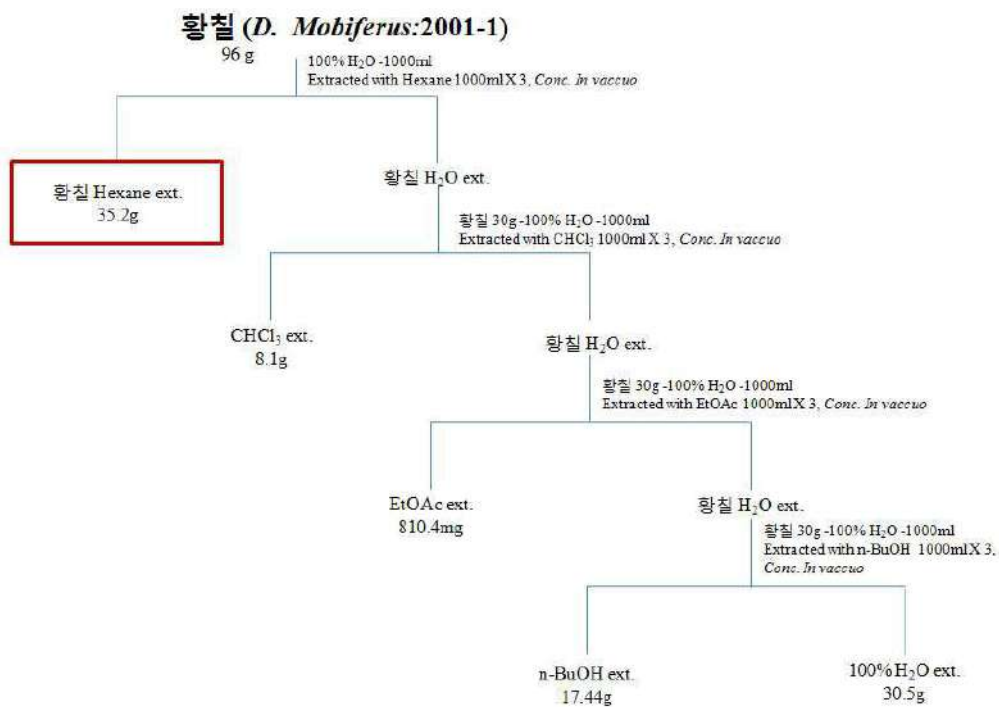 황칠 (D. Mobiferus:2001-1)
96 g
100% H₂O -1000ml
Extracted with Hexane 1000ml X 3, Conc. In vaccuo
황칠 Hexane ext.
35.2g
황칠 H₂O ext.
황칠 30g -100% H₂O -1000ml
Extracted with CHCl₃ 1000ml X 3, Conc. In vaccuo
CHCl₃ ext.
8.1g
황칠 H₂O ext.
황칠 30g -100% H₂O -1000ml
Extracted with EtOAc 1000ml X 3, Conc. In vaccuo
EtOAc ext.
810.4mg
황칠 H₂O ext.
황칠 30g -100% H₂O -1000ml
Extracted with n-BuOH 1000ml X 3,
Conc. In vaccuo
n-BuOH ext.
17.44g
100% H₂O ext.
30.5g